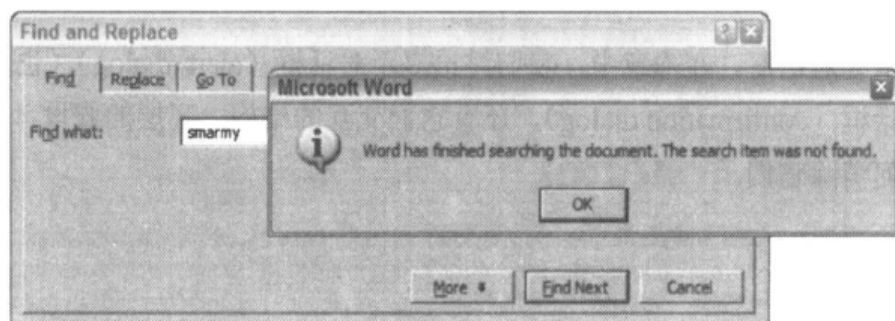 Find and Replace
Find Replace Go To
Find what: smarmy
Microsoft Word
Word has finished searching the document. The search item was not found.
OK
More Find Next Cancel